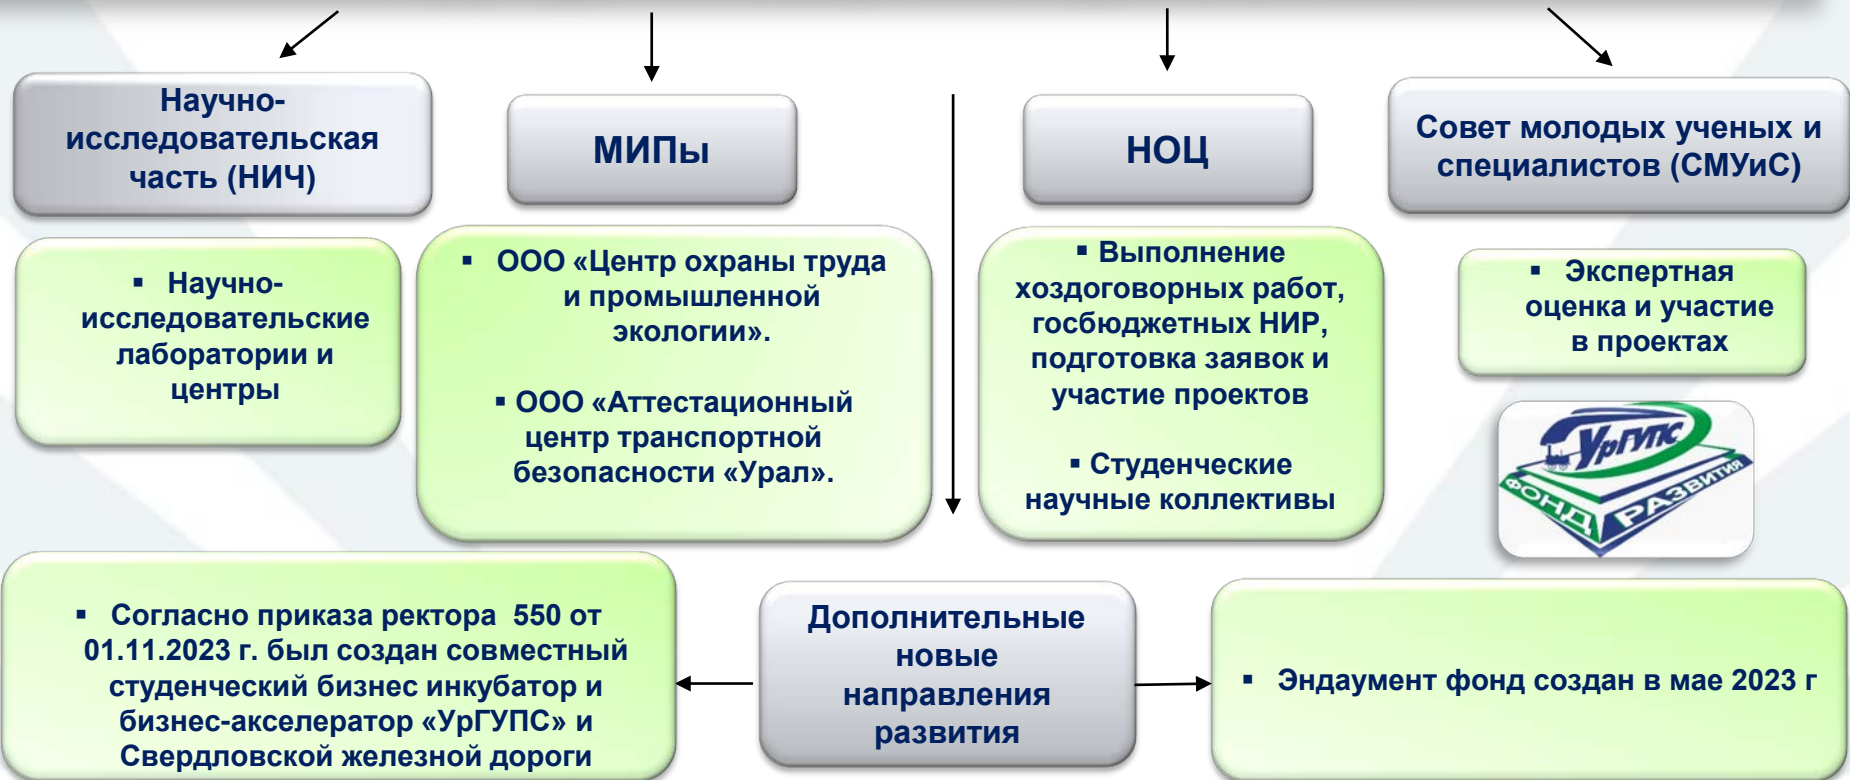 Научно-
исследовательская
часть (НИЧ)
МИПы
НОЦ
Совет молодых ученых и
специалистов (СМУиС)
▪ Научно-
исследовательские
лаборатории и
центры
▪ ООО «Центр охраны труда
и промышленной
экологии».
▪ ООО «Аттестационный
центр транспортной
безопасности «Урал».
▪ Выполнение
хоздоговорных работ,
госбюджетных НИР,
подготовка заявок и
участие проектов
▪ Студенческие
научные коллективы
▪ Экспертная
оценка и участие
в проектах
УрГУПС
ФОНД РАЗВИТИЯ
▪ Согласно приказа ректора 550 от
01.11.2023 г. был создан совместный
студенческий бизнес инкубатор и
бизнес-акселератор «УрГУПС» и
Свердловской железной дороги
Дополнительные
новые
направления
развития
▪ Эндаумент фонд создан в мае 2023 г